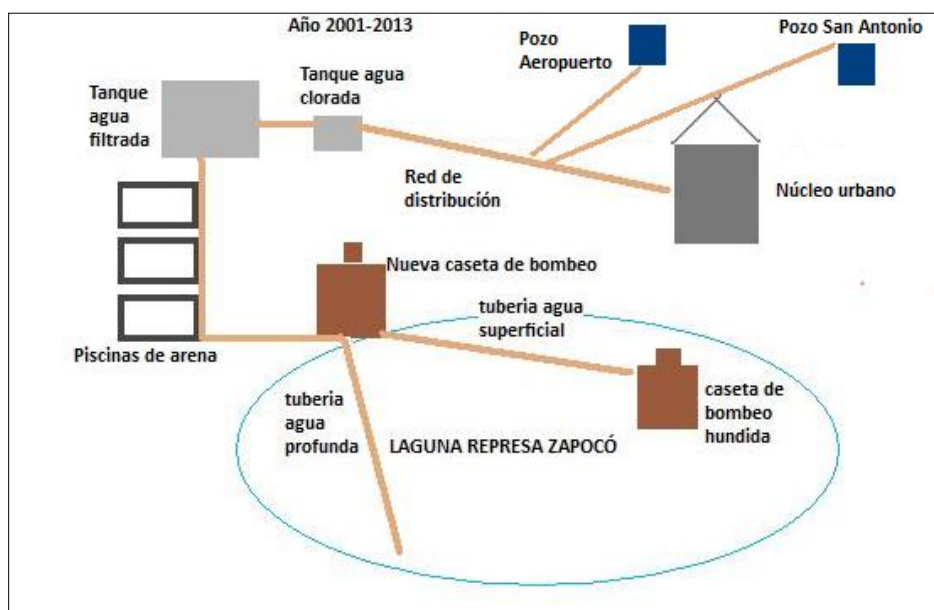 Año 2001-2013
Pozo San Antonio
Pozo
Aeropuerto
Tanque agua
clorada
Tanque
agua
filtrada
Red de
distribución
Núcleo urbano
Nueva caseta de bombeo
tuberia agua
superficial
Piscinas de arena
tuberia
agua
profunda
LAGUNA REPRESA ZAPOCÓ
caseta de
bombeo
hundida